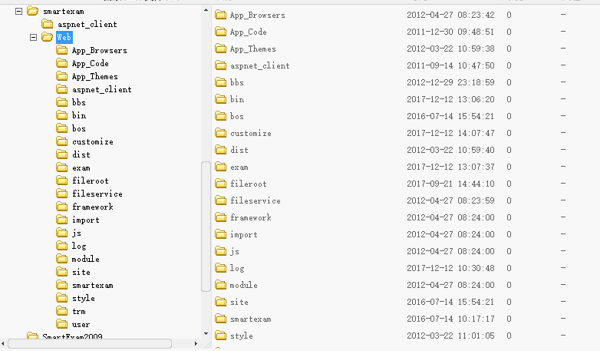 smartexam
aspnet_client
Web
App_Browsers
App_Code
App_Themes
aspnet_client
bbs
bin
bos
customize
dist
exam
fileroot
fileservice
framework
import
js
log
module
site
smartexam
style
trm
user
SmartExam2009
App_Browsers 2012-04-27 08:23:42 0 —
App_Code 2011-12-30 09:48:51 0 —
App_Themes 2012-03-22 10:59:38 0 —
aspnet_client 2011-09-14 10:47:50 0 —
bbs 2012-12-29 23:18:59 0 —
bin 2017-12-12 13:06:20 0 —
bos 2016-07-14 15:54:21 0 —
customize 2017-12-12 14:07:47 0 —
dist 2012-03-22 10:59:40 0 —
exam 2017-12-12 13:07:37 0 —
fileroot 2017-09-21 14:44:10 0 —
fileservice 2012-04-27 08:23:59 0 —
framework 2012-04-27 08:24:00 0 —
import 2012-04-27 08:24:00 0 —
js 2012-04-27 08:24:00 0 —
log 2017-12-12 10:30:48 0 —
module 2012-04-27 08:24:00 0 —
site 2016-07-14 15:54:21 0 —
smartexam 2016-07-14 10:17:17 0 —
style 2012-03-22 11:01:05 0 —